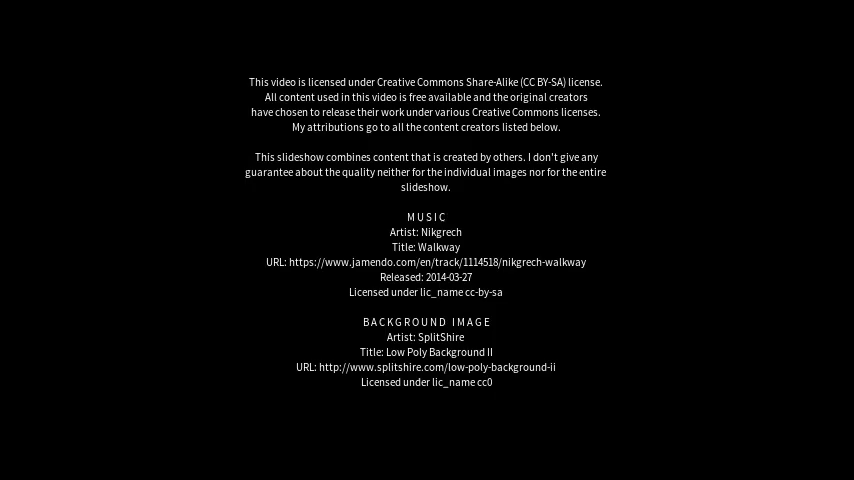 This video is licensed under Creative Commons Share-Alike (CC BY-SA) license.
All content used in this video is free available and the original creators
have chosen to release their work under various Creative Commons licenses.
My attributions go to all the content creators listed below.
This slideshow combines content that is created by others. I don't give any
guarantee about the quality neither for the individual images nor for the entire
slideshow.
MUSIC
Artist: Nikgrech
Title: Walkway
URL: https://www.jamendo.com/en/track/1114518/nikgrech-walkway
Released: 2014-03-27
Licensed under lic_name cc-by-sa
BACKGROUND IMAGE
Artist: SplitShire
Title: Low Poly Background II
URL: http://www.splitshire.com/low-poly-background-ii
Licensed under lic_name cc0